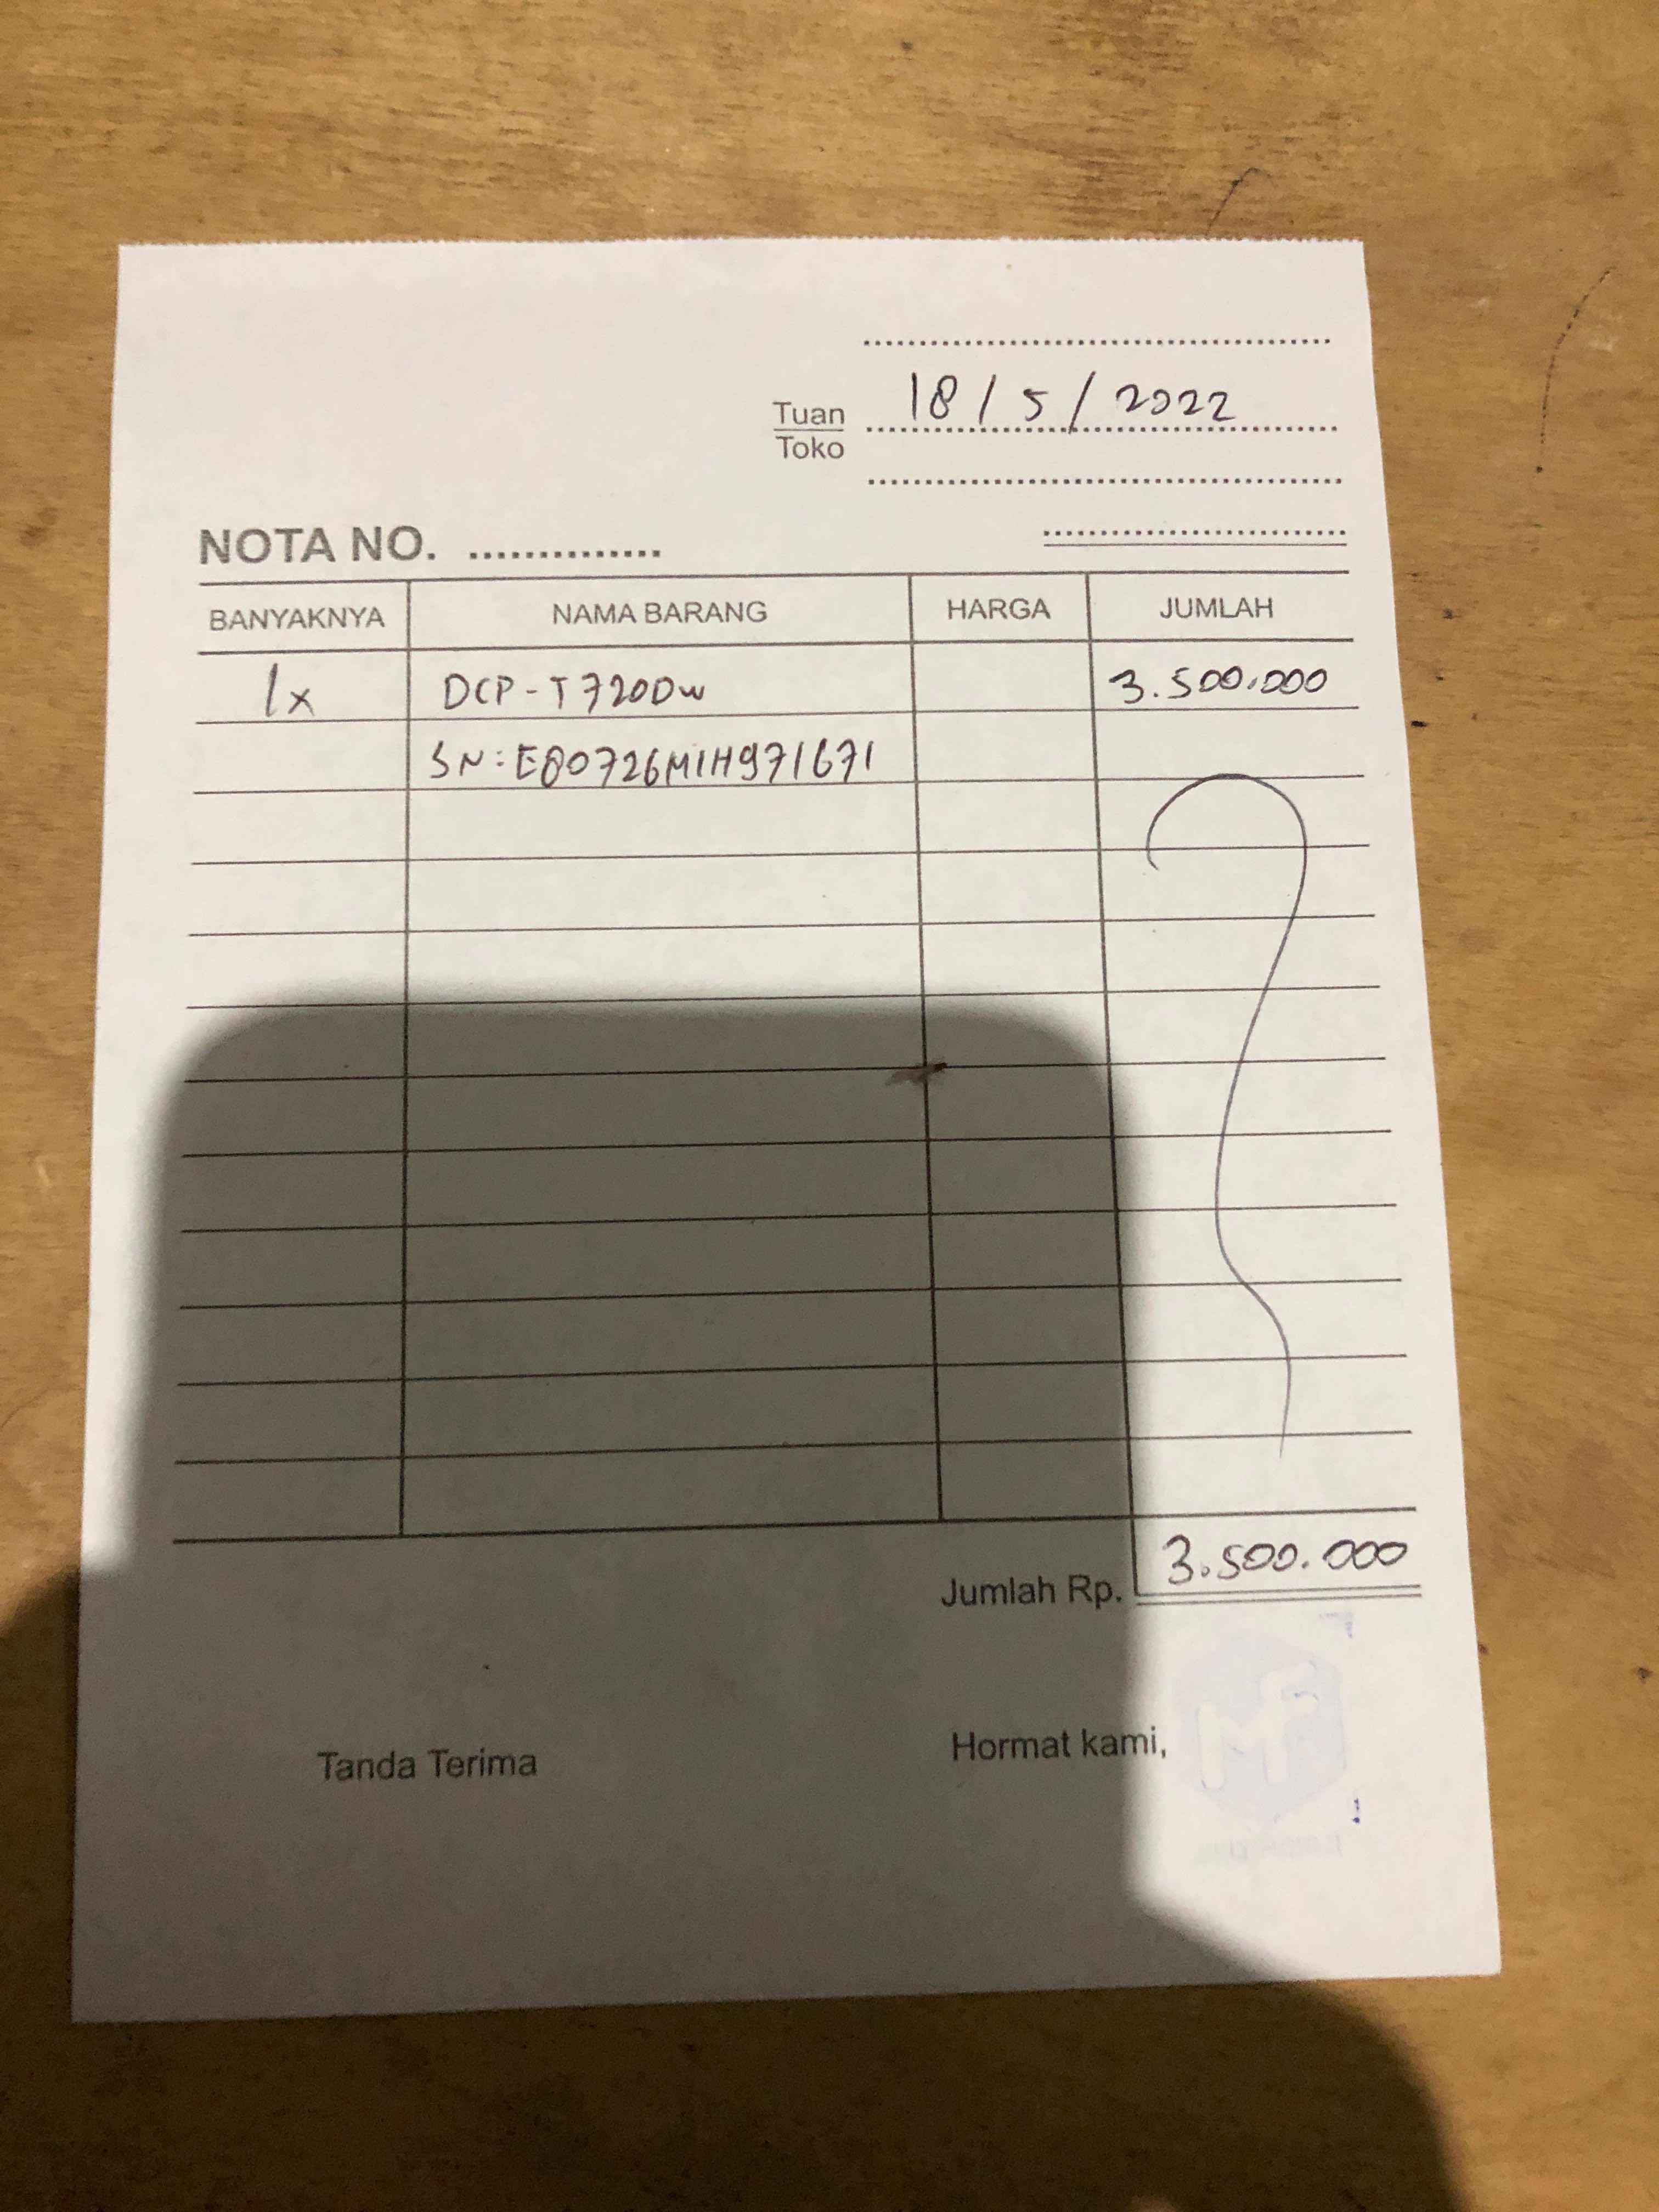 18/5/2022
Tuan
Toko
NOTA NO. ..............
BANYAKNYA NAMA BARANG HARGA JUMLAH
1x DCP-T720DW 3.500.000
SN:E80726M1H971671
Jumlah Rp. 3.500.000
Tanda Terima Hormat kami,